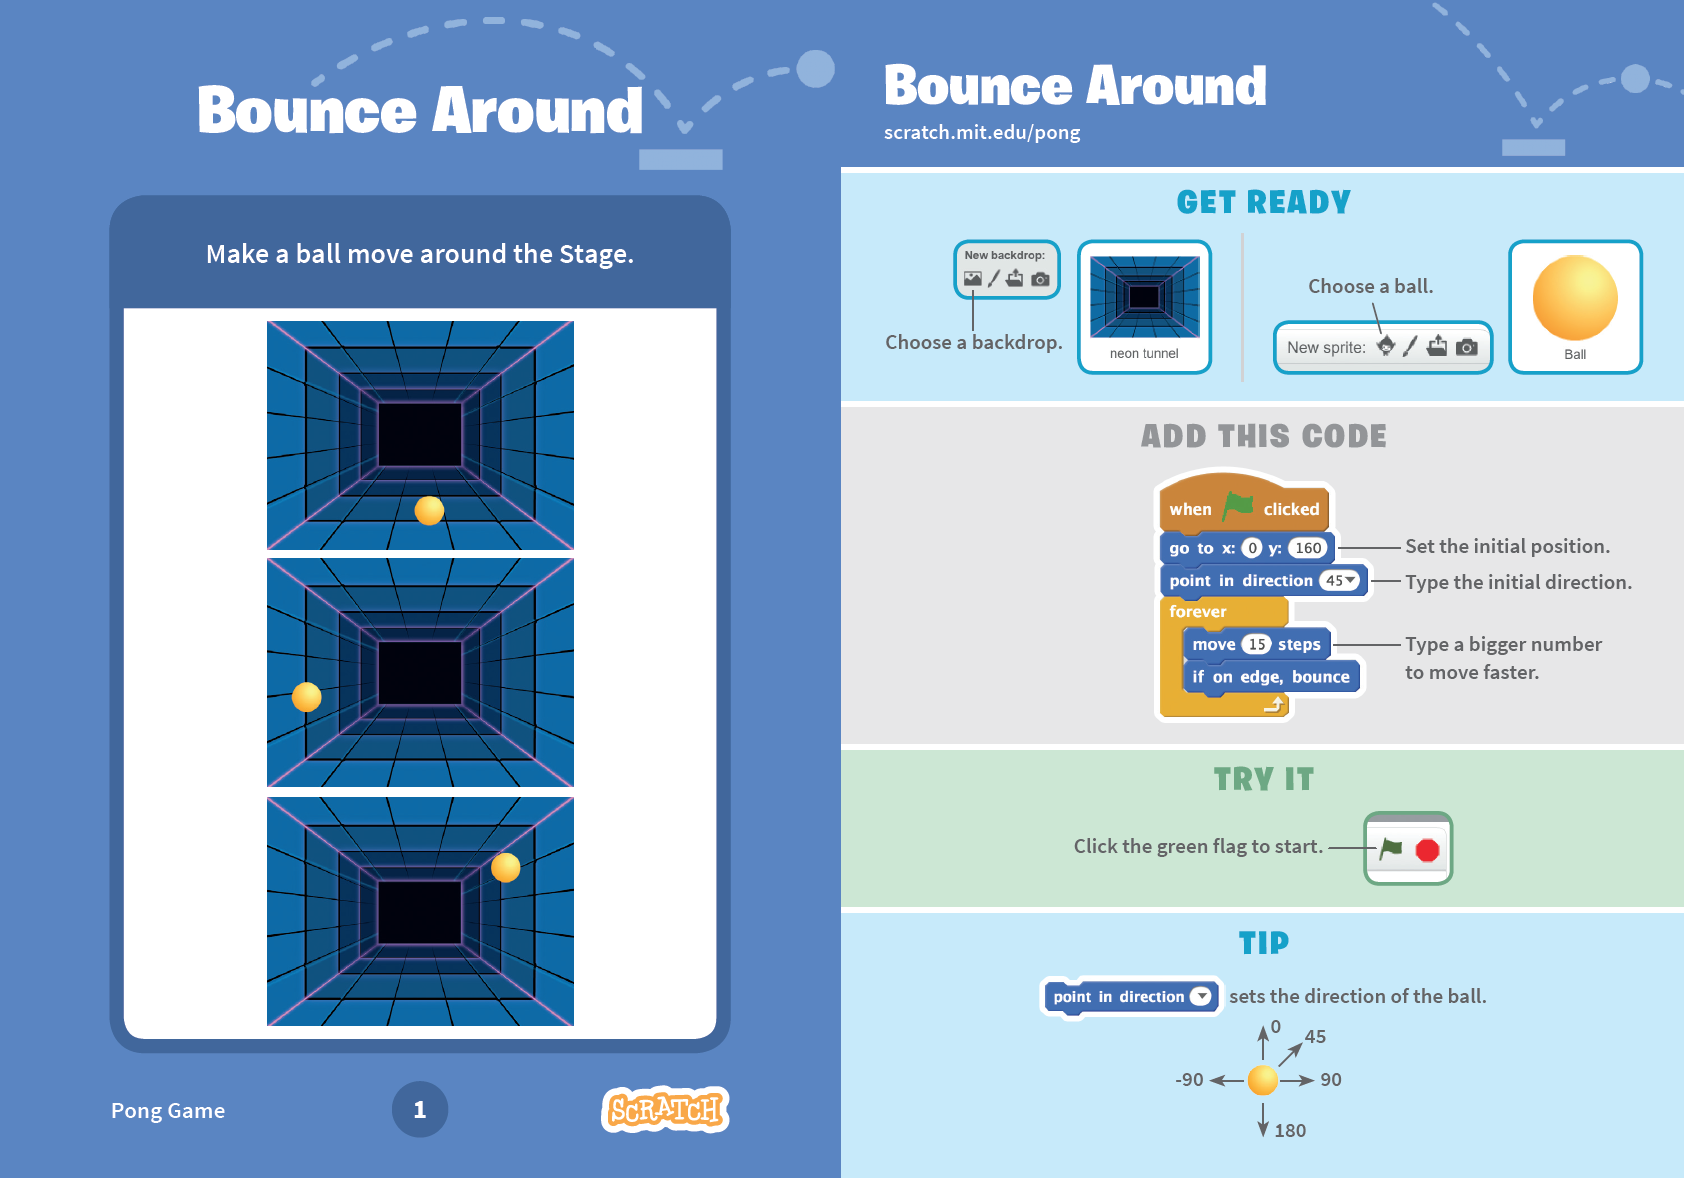 Bounce Around
Make a ball move around the Stage.
Pong Game
1
SCRATCH
Bounce Around
scratch.mit.edu/pong
GET READY
New backdrop:
Choose a backdrop.
neon tunnel
Choose a ball.
New sprite:
Ball
ADD THIS CODE
when clicked
go to x: 0 y: 160
Set the initial position.
point in direction 45
Type the initial direction.
forever
move 15 steps
Type a bigger number
to move faster.
if on edge, bounce
TRY IT
Click the green flag to start.
TIP
point in direction sets the direction of the ball.
0
45
-90
90
180